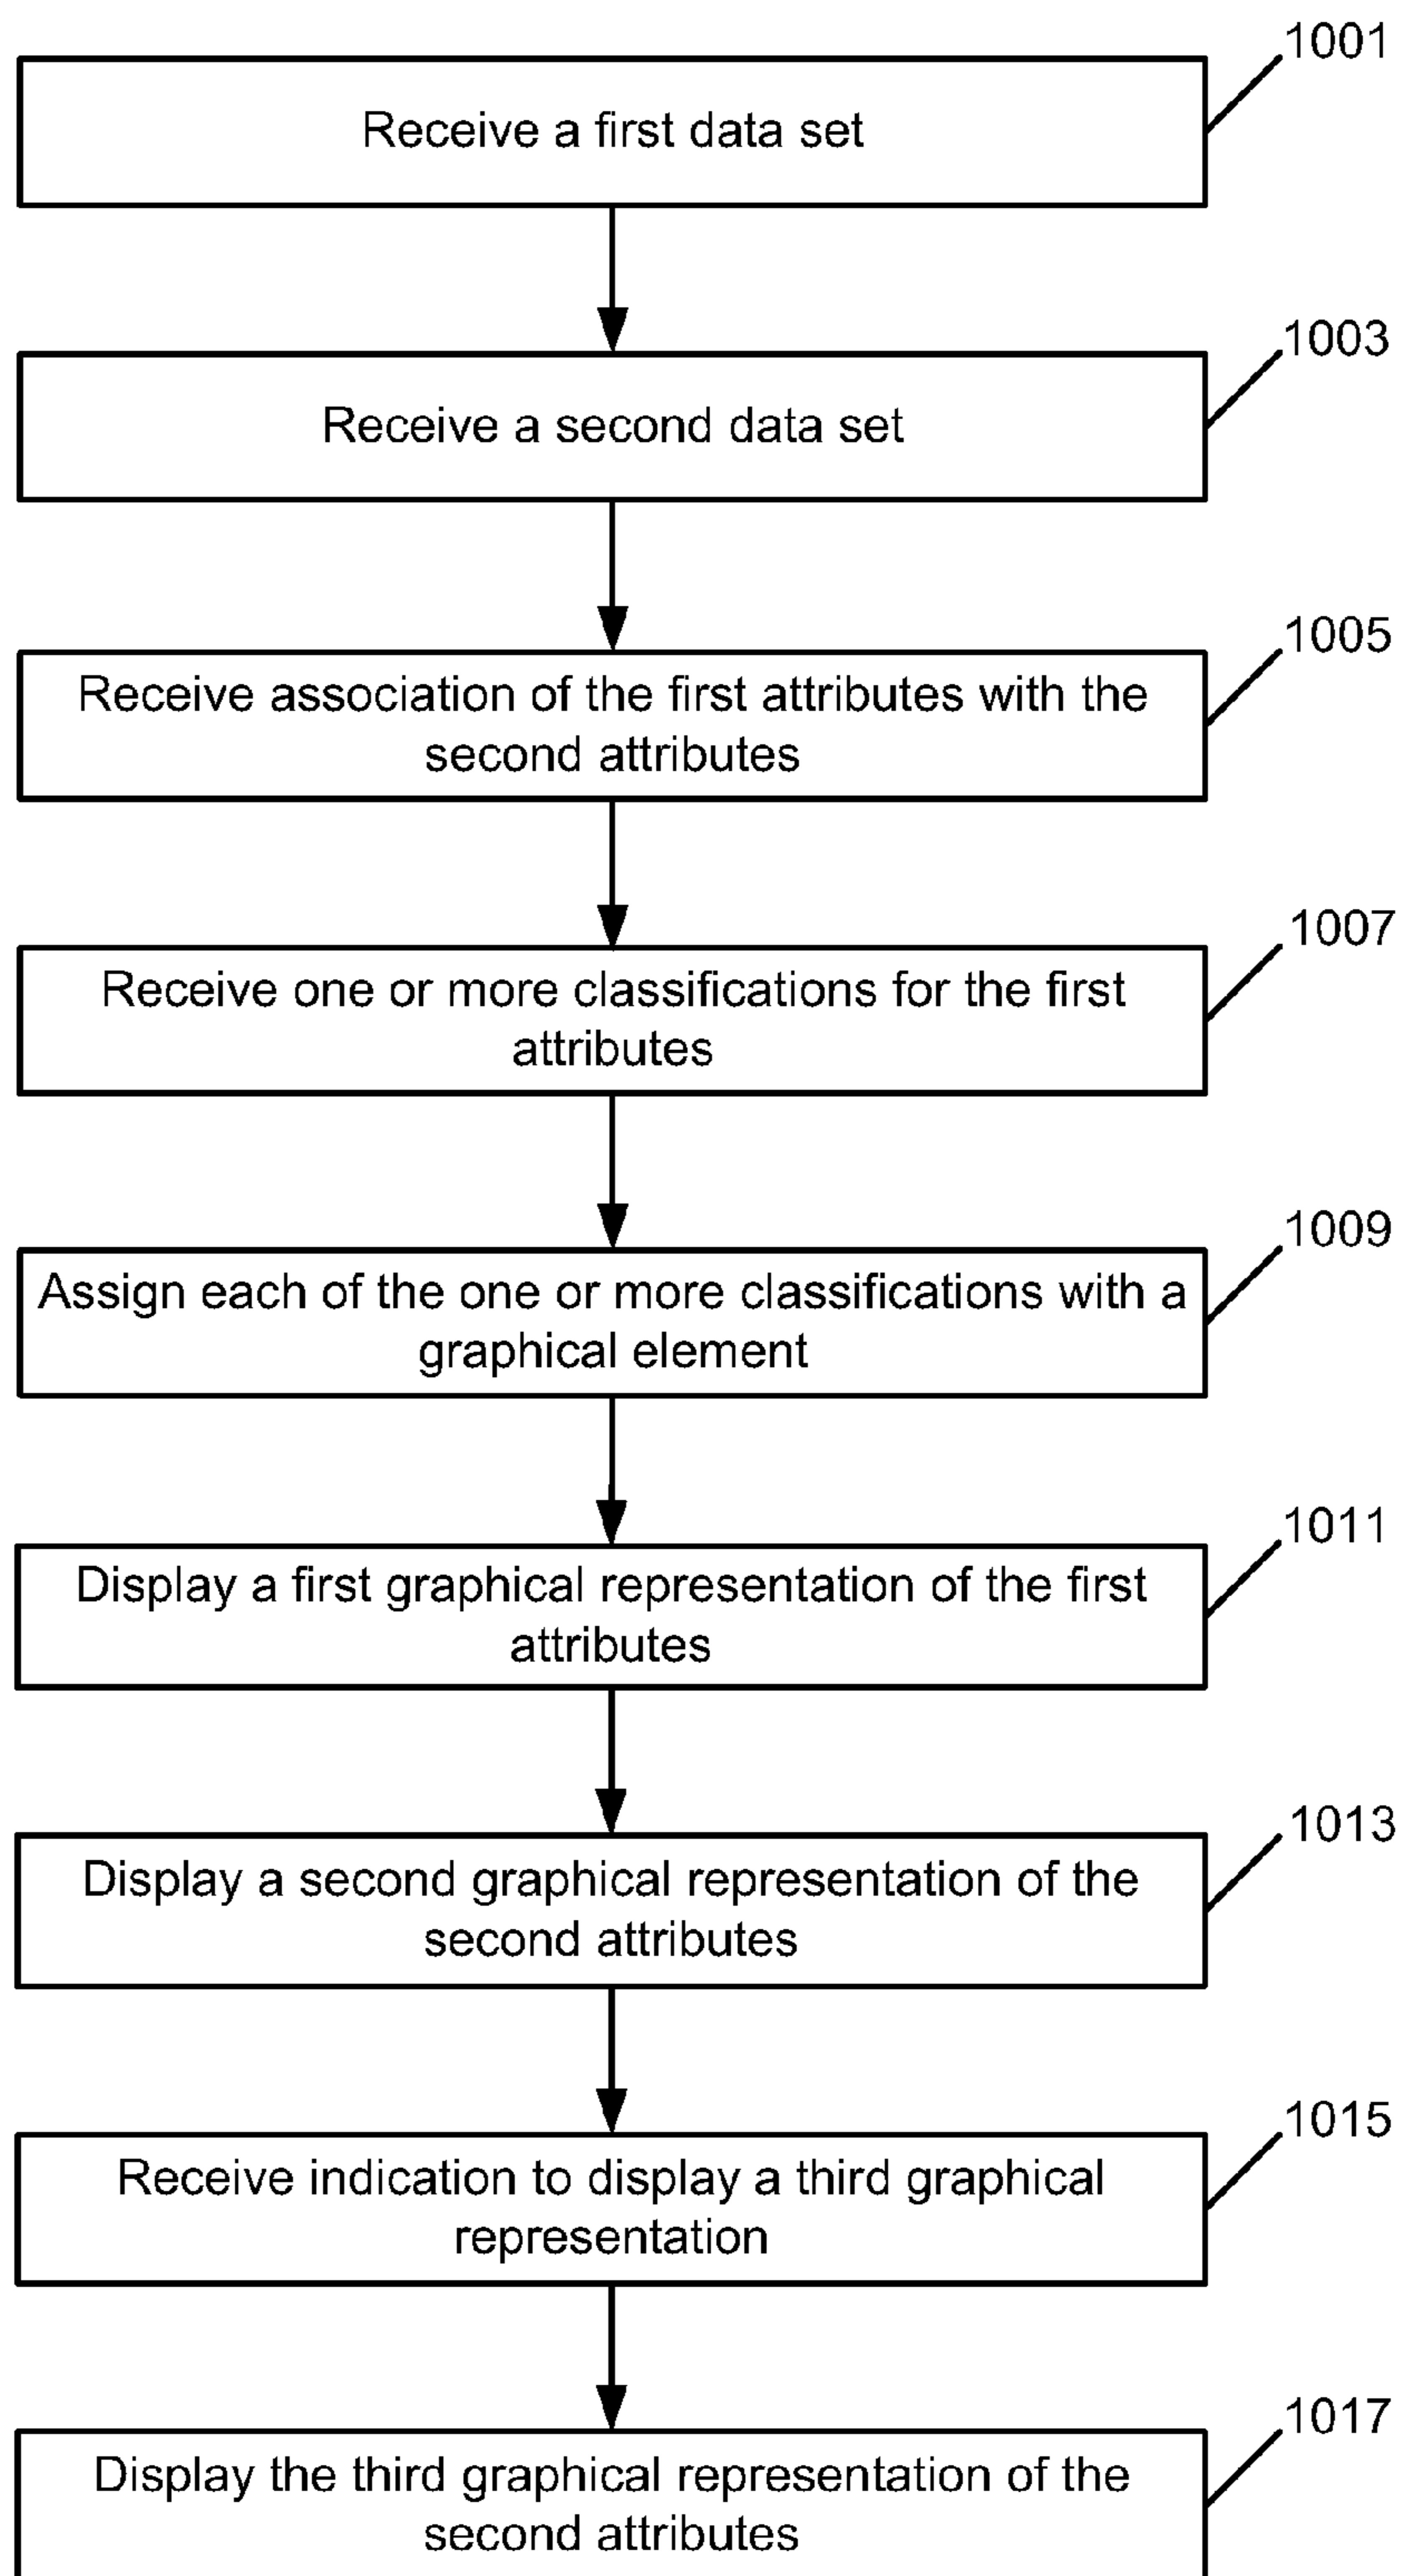 1001
Receive a first data set
1003
Receive a second data set
1005
Receive association of the first attributes with the
second attributes
1007
Receive one or more classifications for the first
attributes
1009
Assign each of the one or more classifications with a
graphical element
1011
Display a first graphical representation of the first
attributes
1013
Display a second graphical representation of the
second attributes
1015
Receive indication to display a third graphical
representation
1017
Display the third graphical representation of the
second attributes